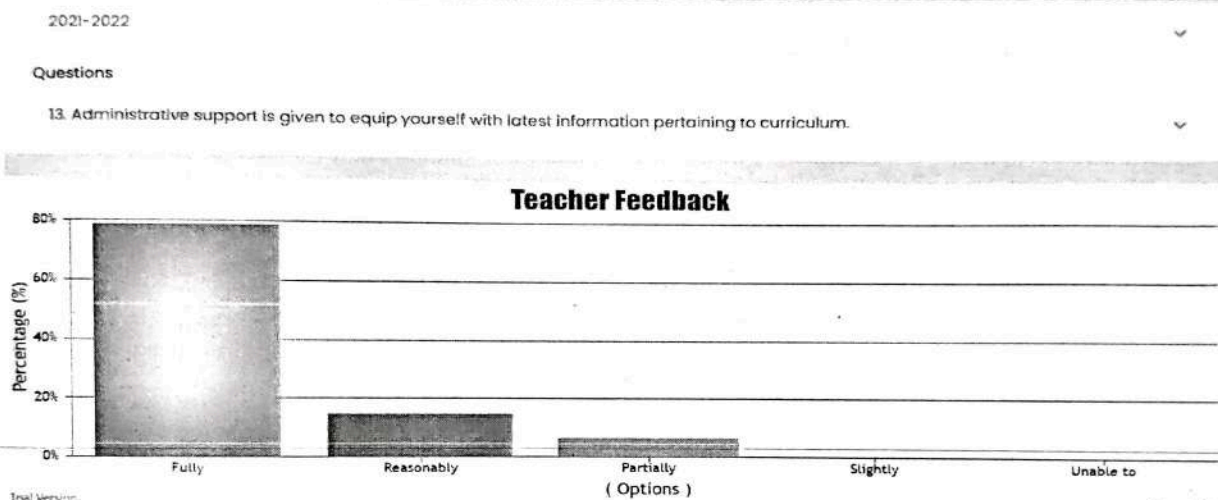 2021-2022
Questions
13. Administrative support is given to equip yourself with latest information pertaining to curriculum.
Teacher Feedback
80%
60%
40%
20%
0%
Percentage (%)
Fully Reasonably Partially Slightly Unable to
( Options )
Trial Version